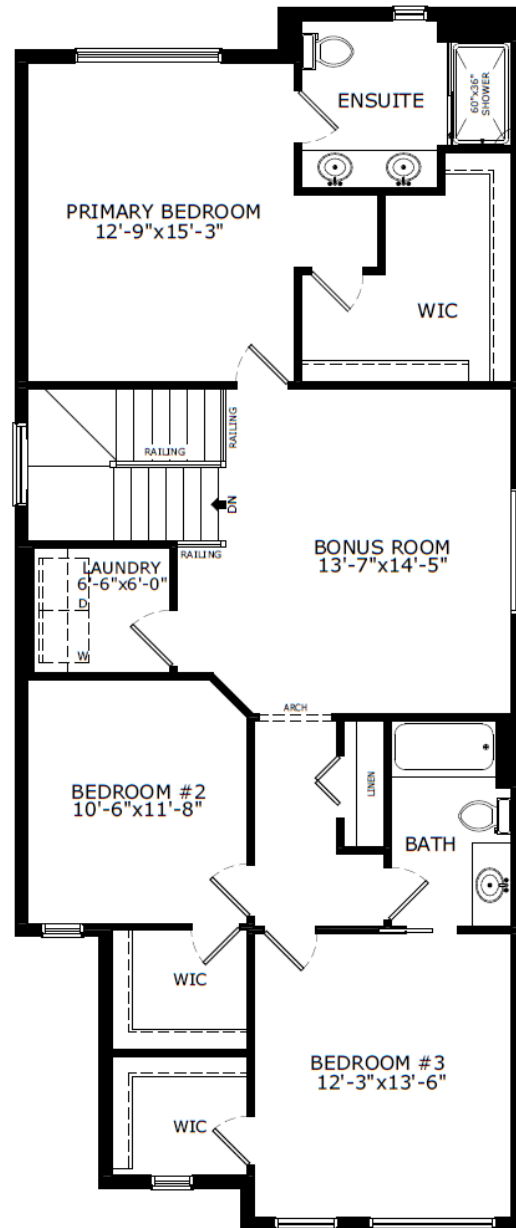 ENSUITE
60"x36"
SHOWER
PRIMARY BEDROOM
12'-9"x15'-3"
WIC
RAILING
RAILING
DN
RAILING
BONUS ROOM
13'-7"x14'-5"
LAUNDRY
6'-6"x6'-0"
D
W
ARCH
LINEN
BEDROOM #2
10'-6"x11'-8"
BATH
WIC
BEDROOM #3
12'-3"x13'-6"
WIC